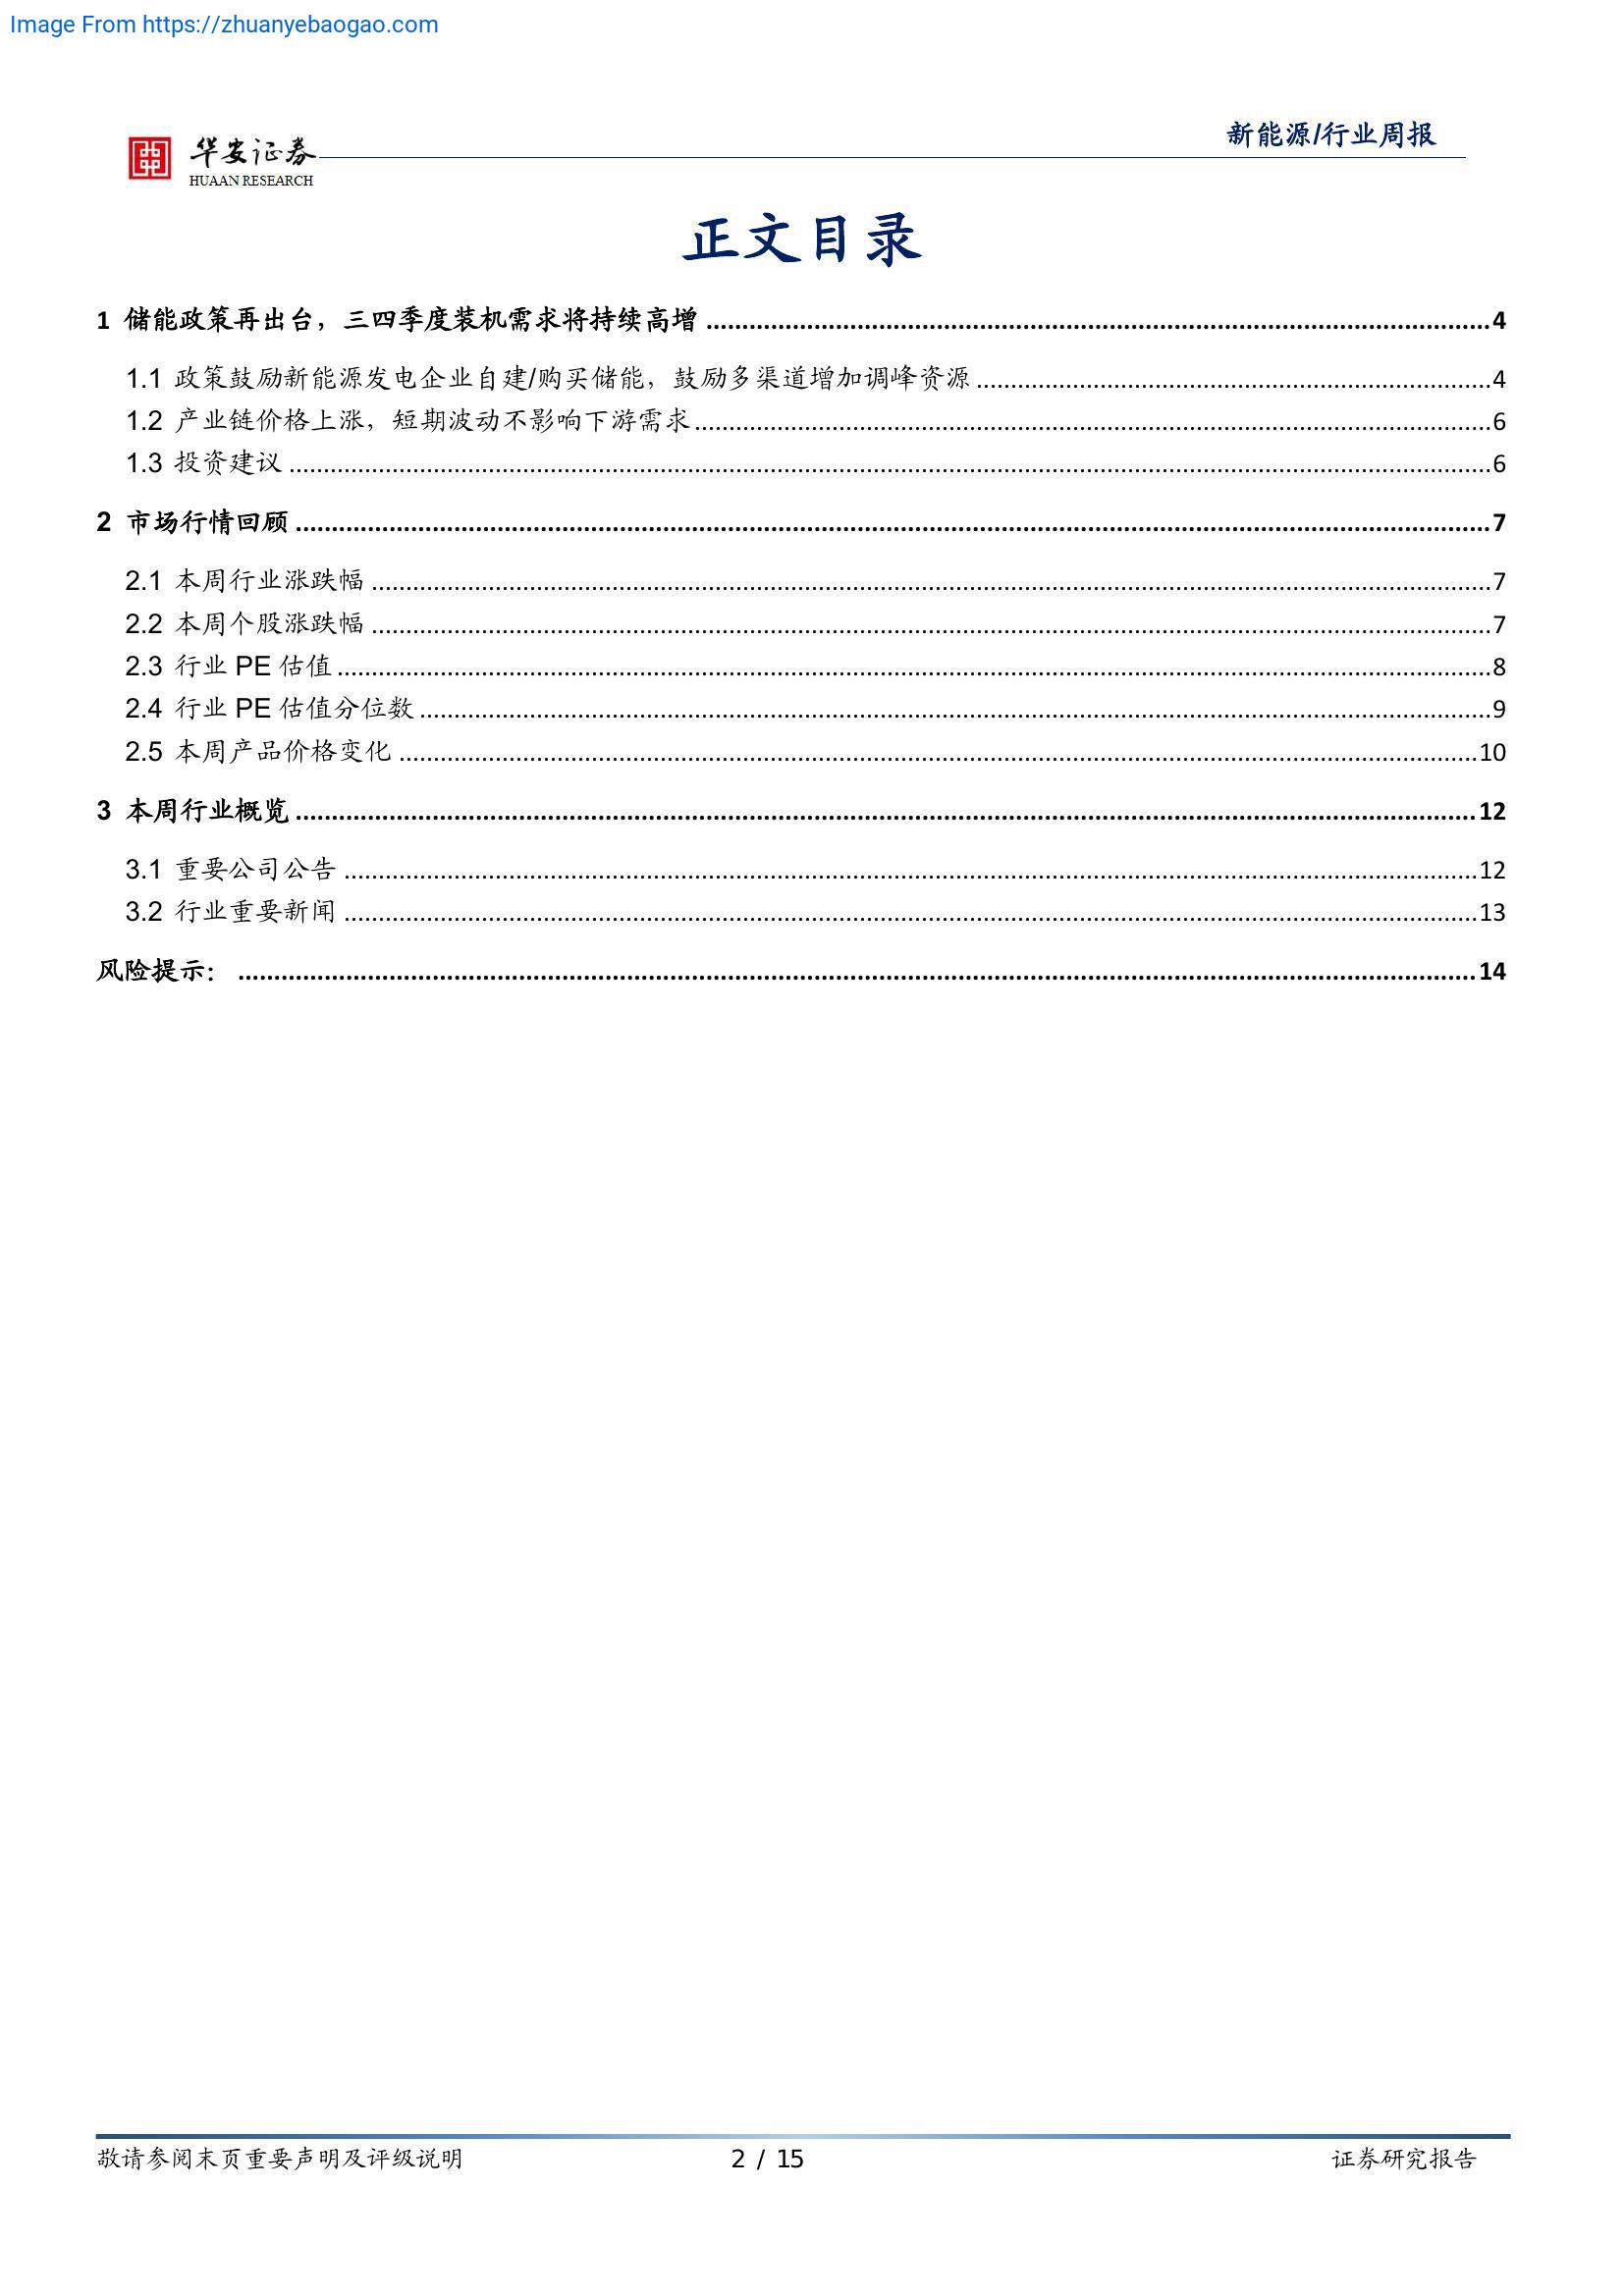 Image From https://zhuanyebaogao.com
新能源/行业周报
华安证券
HUAAN RESEARCH
正文目录
1 储能政策再出台，三四季度装机需求将持续高增 ........ 4
1.1 政策鼓励新能源发电企业自建/购买储能，鼓励多渠道增加调峰资源 ........ 4
1.2 产业链价格上涨，短期波动不影响下游需求 ........ 6
1.3 投资建议 ........ 6
2 市场行情回顾 ........ 7
2.1 本周行业涨跌幅 ........ 7
2.2 本周个股涨跌幅 ........ 7
2.3 行业 PE 估值 ........ 8
2.4 行业 PE 估值分位数 ........ 9
2.5 本周产品价格变化 ........ 10
3 本周行业概览 ........ 12
3.1 重要公司公告 ........ 12
3.2 行业重要新闻 ........ 13
风险提示： ........ 14
敬请参阅末页重要声明及评级说明 2 / 15 证券研究报告